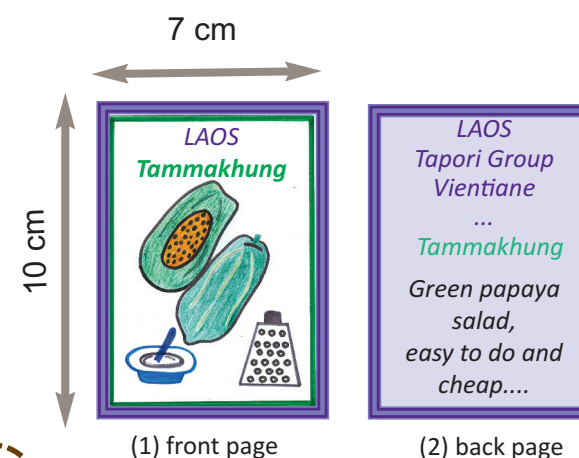 7 cm
10 cm
LAOS
Tammakhung
(1) front page
LAOS
Tapori Group
Vientiane
...
Tammakhung
Green papaya
salad,
easy to do and
cheap....
(2) back page